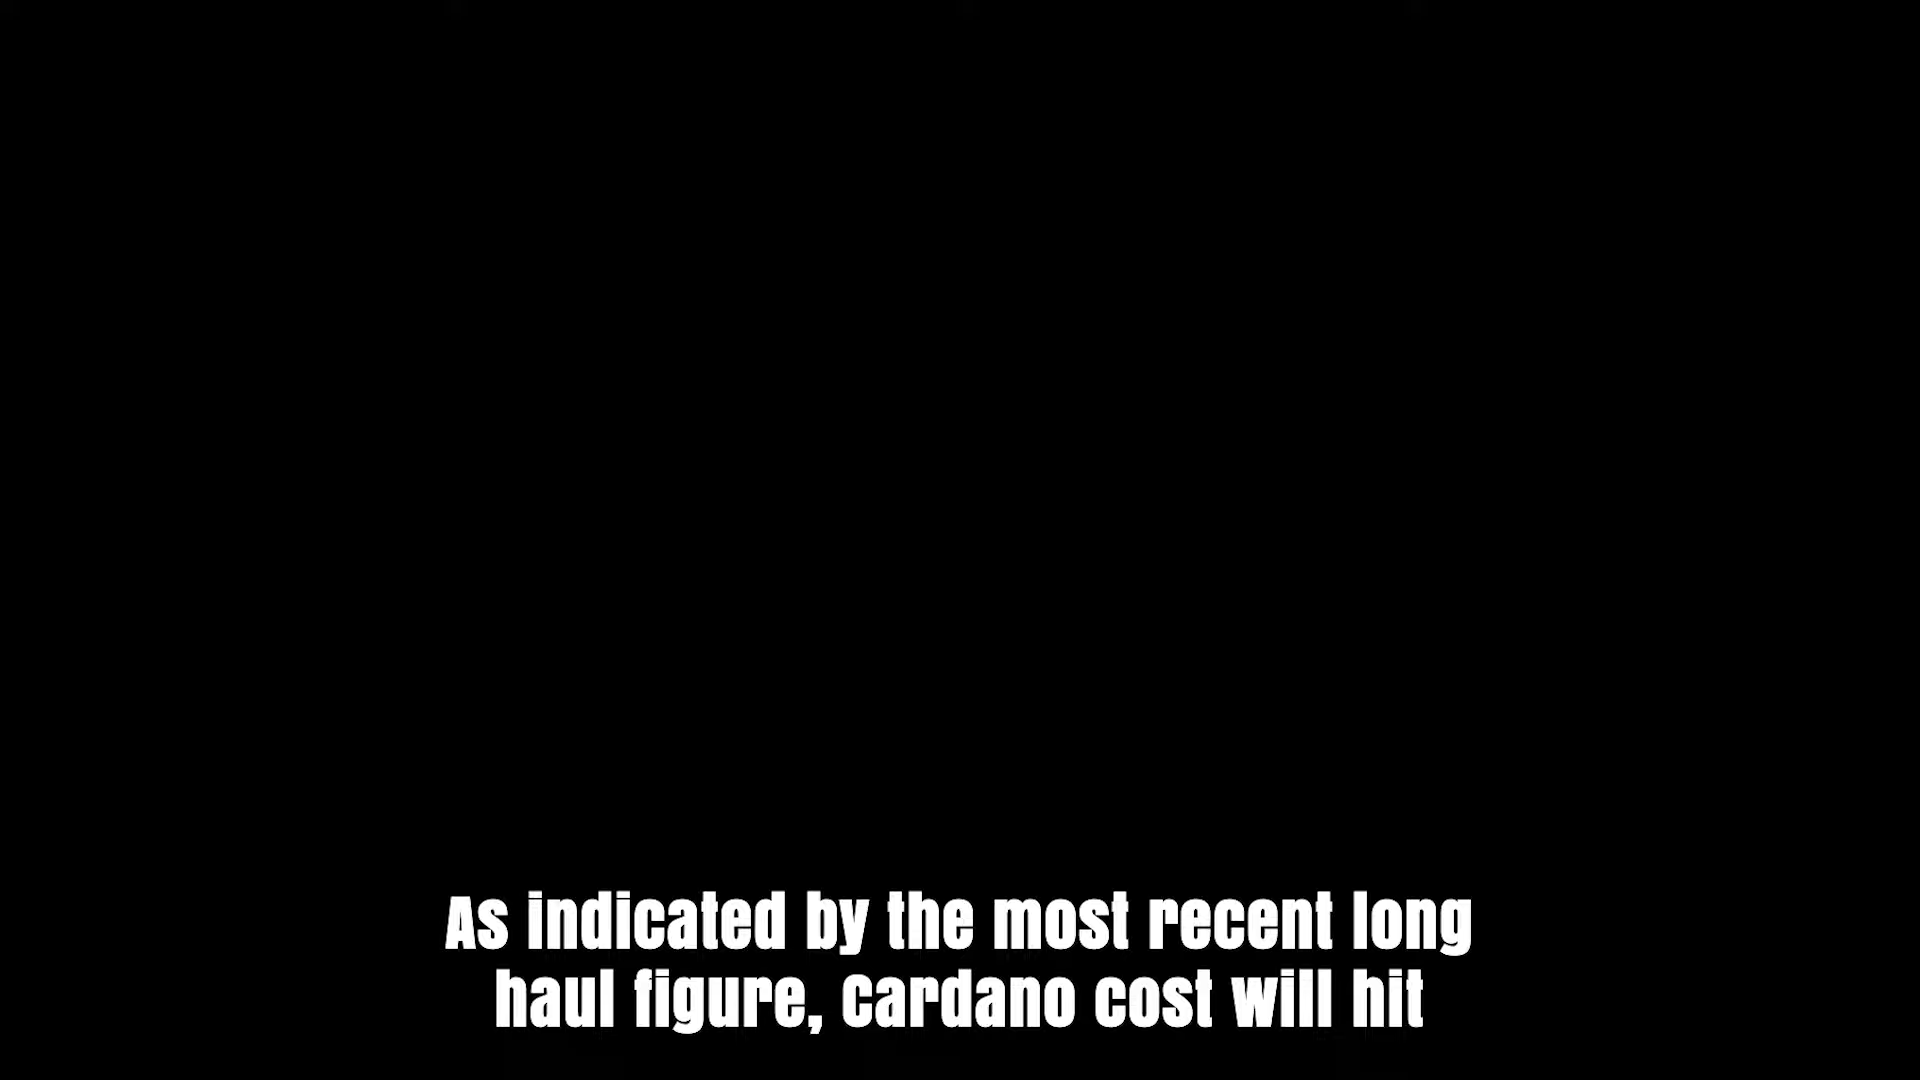 As indicated by the most recent long
haul figure, Cardano cost will hit